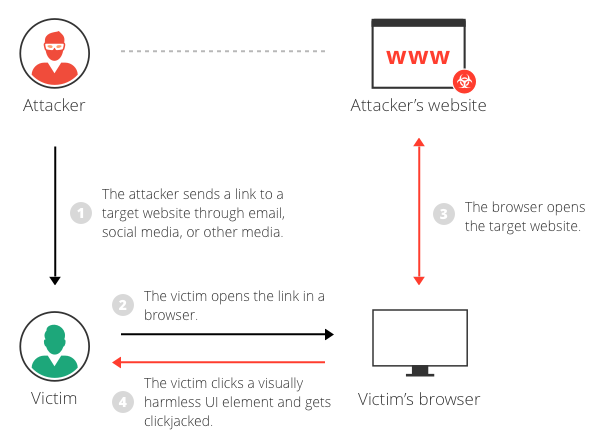 WWW
Attacker
Attacker’s website
1
The attacker sends a link to a
target website through email,
social media, or other media.
3
The browser opens
the target website.
2
The victim opens the link in a
browser.
Victim
Victim’s browser
4
The victim clicks a visually
harmless UI element and gets
clickjacked.